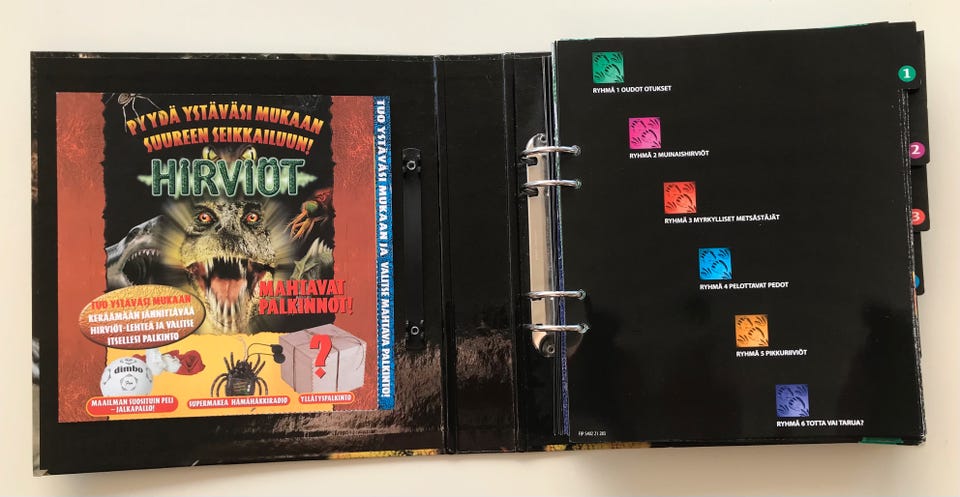 PYYDÄ YSTÄVÄSI MUKAAN
SUUREEN SEIKKAILUUN!
HIRVIÖT
MAHTAVAT
PALKINNOT!
TUO YSTÄVÄSI MUKAAN
KERÄÄMÄÄN JÄNNITTÄVÄÄ
HIRVIÖT-LEHTEÄ JA VALITSE
ITSELLESI PALKINTO
dimbo
?
MAAILMAN SUOSITUIN PELI
– JALKAPALLO!
SUPERMAKEA HÄMÄHÄKKIRADIO
YLLÄTYSPALKINTO
TUO YSTÄVÄSI MUKAAN JA VALITSE MAHTAVA PALKINTO!
RYHMÄ 1 OUDOT OTUKSET
RYHMÄ 2 MUINAISHIRVIÖT
RYHMÄ 3 MYRKYLLISET METSÄSTÄJÄT
RYHMÄ 4 PELOTTAVAT PEDOT
RYHMÄ 5 PIKKURIIVIÖT
RYHMÄ 6 TOTTA VAI TARUA?
1
2
3